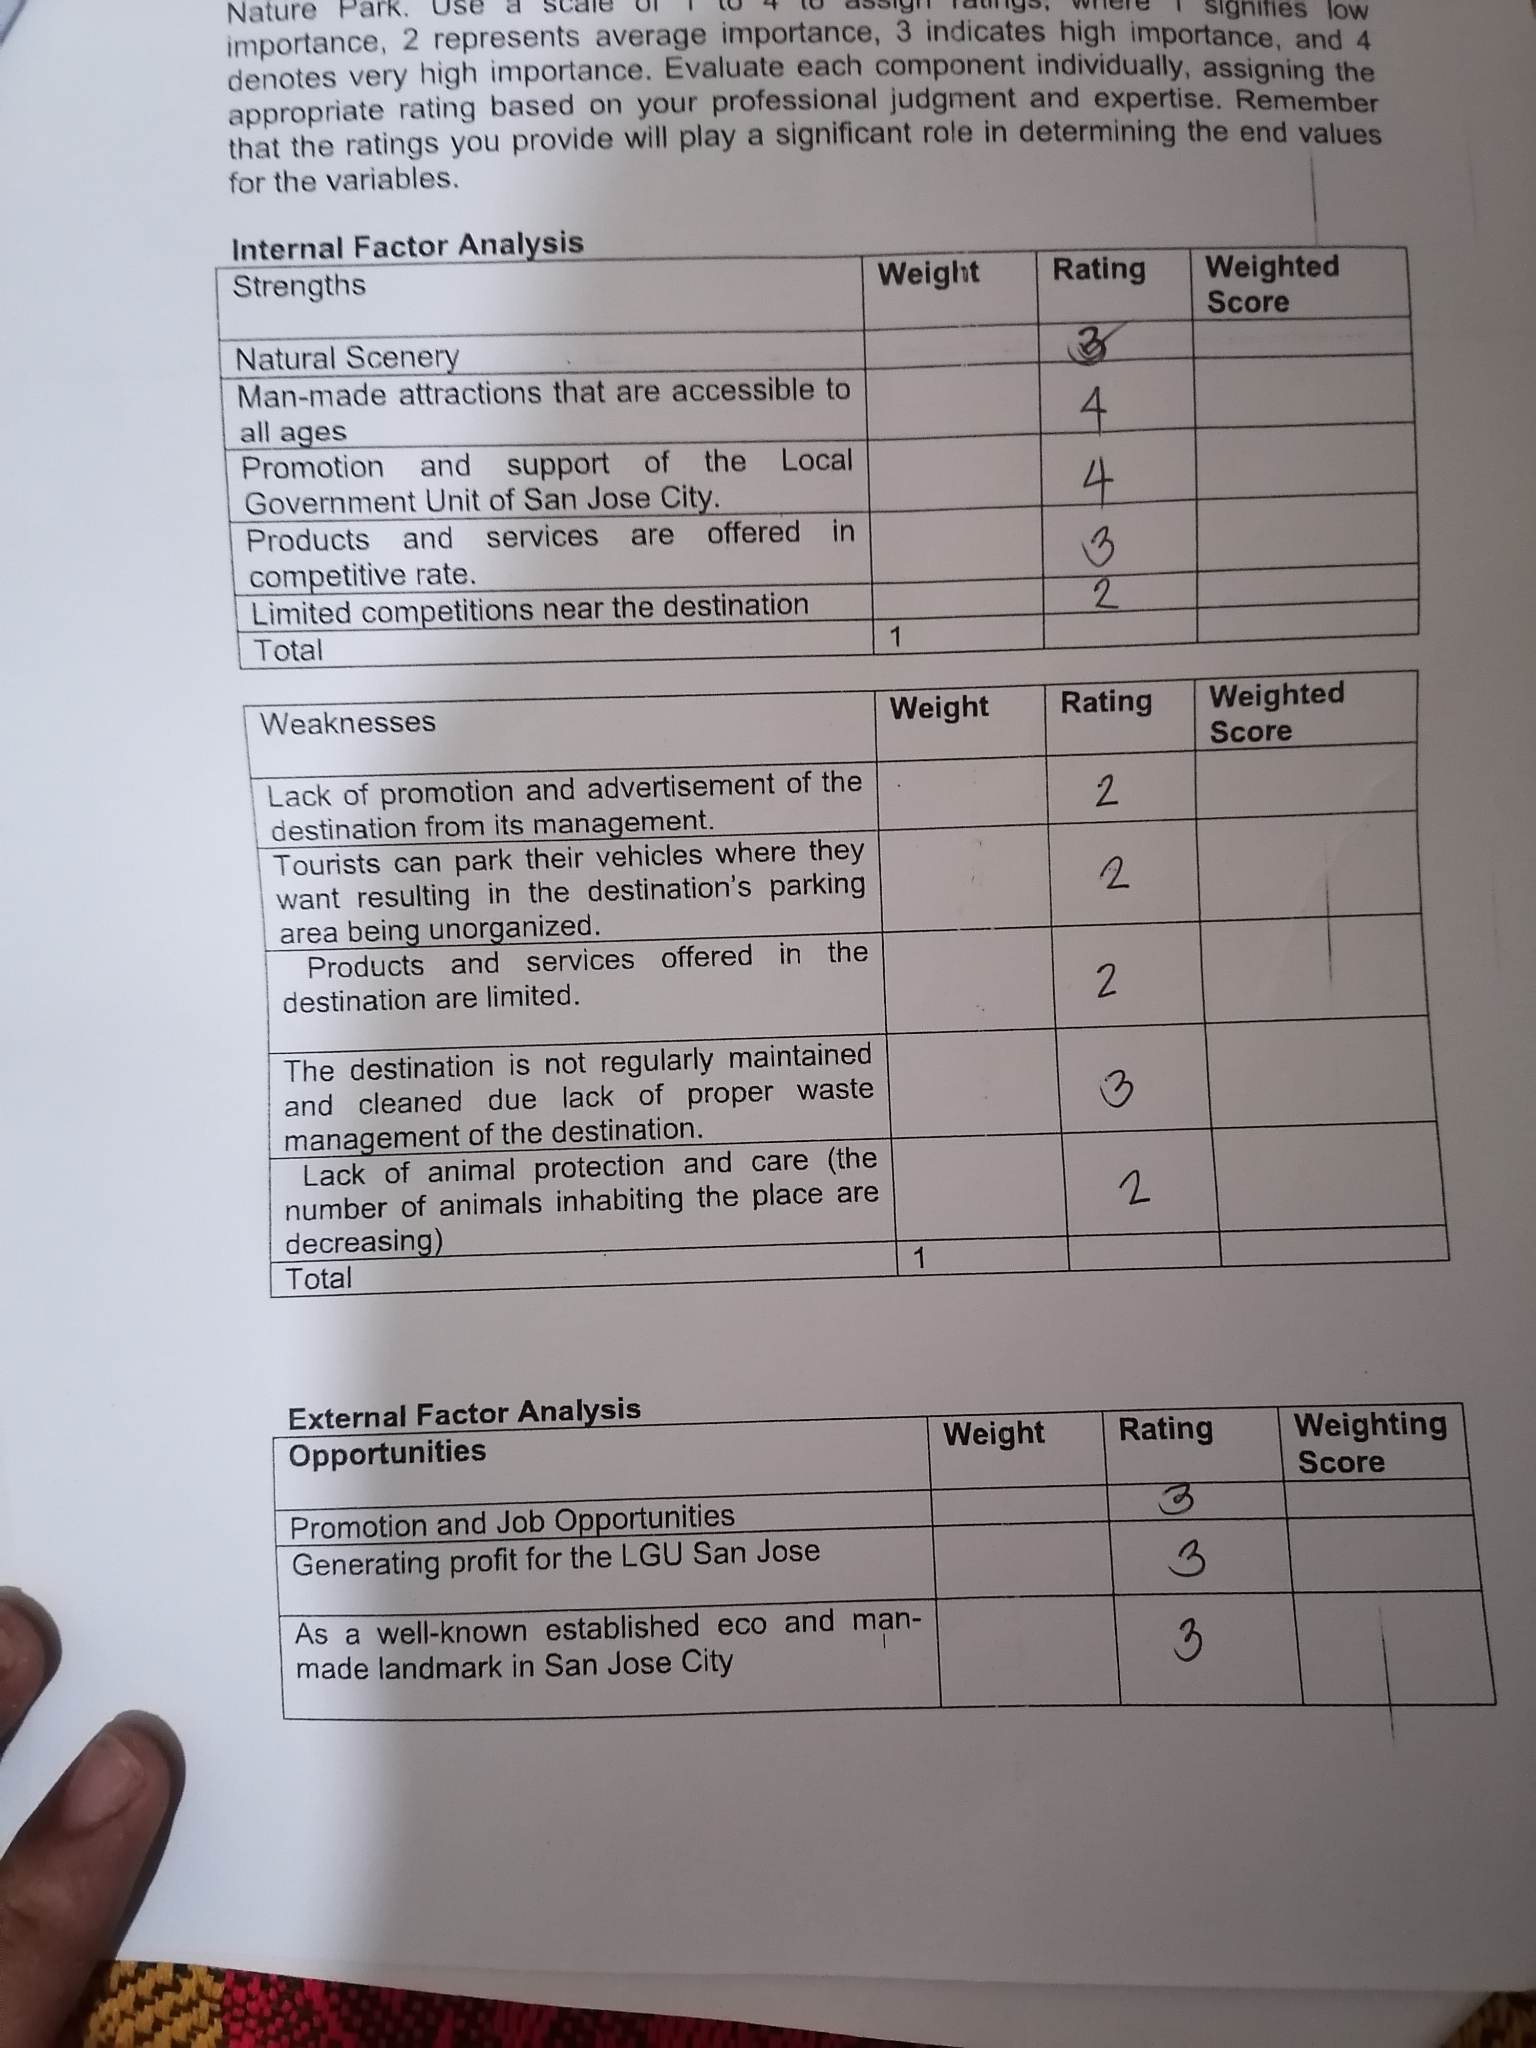 Nature Park. Use a scale of 1 to 4 to assign ratings, where 1 signifies low
importance, 2 represents average importance, 3 indicates high importance, and 4
denotes very high importance. Evaluate each component individually, assigning the
appropriate rating based on your professional judgment and expertise. Remember
that the ratings you provide will play a significant role in determining the end values
for the variables.
Internal Factor Analysis
Strengths Weight Rating Weighted
Score
Natural Scenery 3
Man-made attractions that are accessible to
all ages 4
Promotion and support of the Local
Government Unit of San Jose City. 4
Products and services are offered in
competitive rate. 3
Limited competitions near the destination 2
Total 1
Weaknesses Weight Rating Weighted
Score
Lack of promotion and advertisement of the
destination from its management. 2
Tourists can park their vehicles where they
want resulting in the destination's parking 2
area being unorganized.
Products and services offered in the
destination are limited. 2
The destination is not regularly maintained
and cleaned due lack of proper waste 3
management of the destination.
Lack of animal protection and care (the
number of animals inhabiting the place are 2
decreasing)
Total 1
External Factor Analysis
Opportunities Weight Rating Weighting
Score
Promotion and Job Opportunities 3
Generating profit for the LGU San Jose 3
As a well-known established eco and man-
made landmark in San Jose City 3